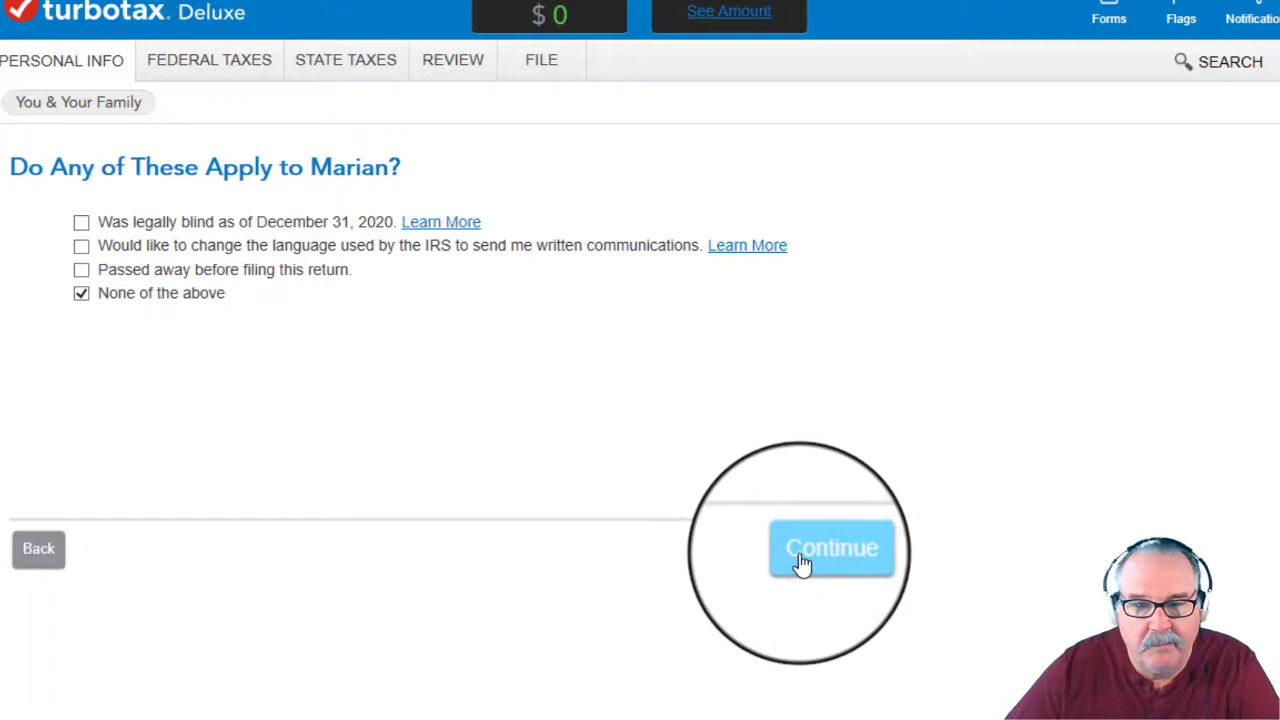 turbotax. Deluxe
$ 0
See Amount
Forms
Flags
PERSONAL INFO
FEDERAL TAXES
STATE TAXES
REVIEW
FILE
SEARCH
You & Your Family
Do Any of These Apply to Marian?
Was legally blind as of December 31, 2020. Learn More
Would like to change the language used by the IRS to send me written communications. Learn More
Passed away before filing this return.
None of the above
Back
Continue